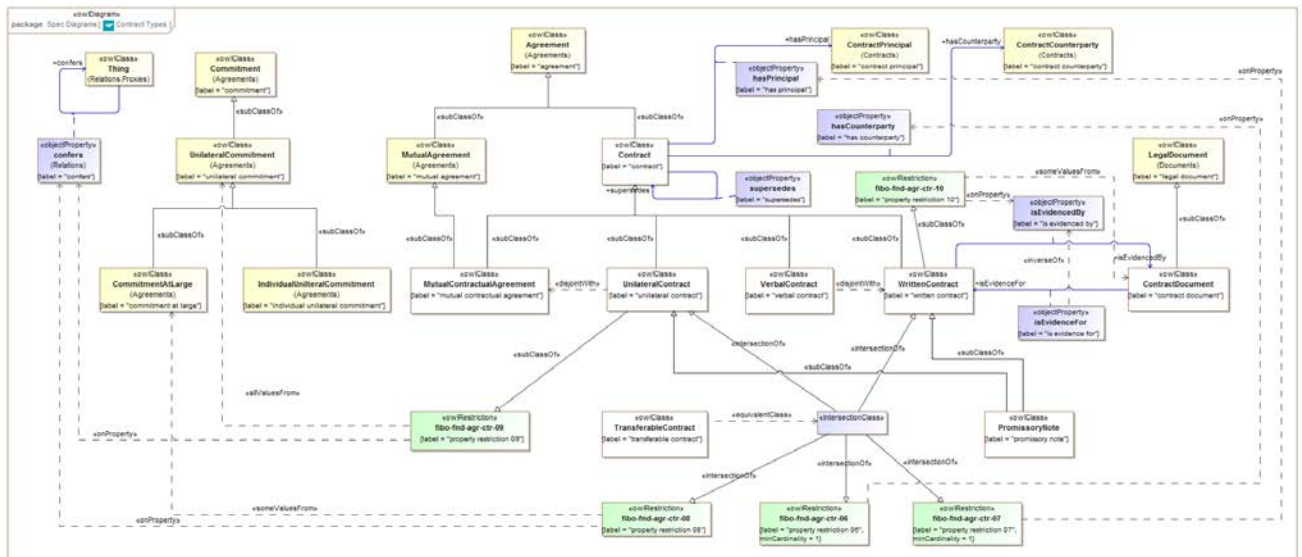 «owlDiagram»
package Spec Diagrams [ Contract Types ]
«owlClass»
Thing
(Relations.Proxies)
+confers
«owlClass»
Commitment
(Agreements)
[label = "commitment"]
«owlClass»
Agreement
(Agreements)
[label = "agreement"]
+hasPrincipal
«owlClass»
ContractPrincipal
(Contracts)
[label = "contract principal"]
+hasCounterparty
«owlClass»
ContractCounterparty
(Contracts)
[label = "contract counterparty"]
«objectProperty»
hasPrincipal
[label = "has principal"]
«onProperty»
«objectProperty»
hasCounterparty
[label = "has counterparty"]
«onProperty»
«subClassOf»
«subClassOf»
«subClassOf»
«objectProperty»
confers
(Relations)
[label = "confers"]
«owlClass»
UnilateralCommitment
(Agreements)
[label = "unilateral commitment"]
«owlClass»
MutualAgreement
(Agreements)
[label = "mutual agreement"]
«owlClass»
Contract
[label = "contract"]
+supersedes
«objectProperty»
supersedes
[label = "supersedes"]
«owlRestriction»
fibo-fnd-agr-ctr-10
[label = "property restriction 10"]
«someValuesFrom»
«onProperty»
«owlClass»
LegalDocument
(Documents)
[label = "legal document"]
«objectProperty»
isEvidencedBy
[label = "is evidenced by"]
«subClassOf»
«subClassOf»
«subClassOf»
«subClassOf»
«subClassOf»
«subClassOf»
«subClassOf»
«subClassOf»
«subClassOf»
«inverseOf»
+isEvidencedBy
«owlClass»
CommitmentAtLarge
(Agreements)
[label = "commitment at large"]
«owlClass»
IndividualUnilteralCommitment
(Agreements)
[label = "individual unilateral commitment"]
«owlClass»
MutualContractualAgreement
[label = "mutual contractual agreement"]
«disjointWith»
«owlClass»
UnilateralContract
[label = "unilateral contract"]
«owlClass»
VerbalContract
[label = "verbal contract"]
«disjointWith»
«owlClass»
WrittenContract
[label = "written contract"]
+isEvidenceFor
«owlClass»
ContractDocument
[label = "contract document"]
«objectProperty»
isEvidenceFor
[label = "is evidence for"]
«subClassOf»
«intersectionOf»
«intersectionOf»
«subClassOf»
«subClassOf»
«allValuesFrom»
«owlRestriction»
fibo-fnd-agr-ctr-09
[label = "property restriction 09"]
«onProperty»
«owlClass»
TransferableContract
[label = "transferable contract"]
«equivalentClass»
«intersectionClass»
«owlClass»
PromissoryNote
[label = "promissory note"]
«intersectionOf»
«intersectionOf»
«intersectionOf»
«someValuesFrom»
«onProperty»
«owlRestriction»
fibo-fnd-agr-ctr-08
[label = "property restriction 08"]
«owlRestriction»
fibo-fnd-agr-ctr-06
[label = "property restriction 06",
minCardinality = 1]
«owlRestriction»
fibo-fnd-agr-ctr-07
[label = "property restriction 07",
minCardinality = 1]